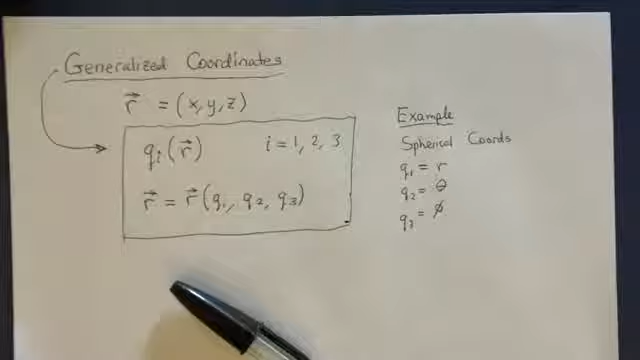 Generalized Coordinates
r⃗ = (x, y, z)
qᵢ(r⃗) i = 1, 2, 3
r⃗ = r⃗(q₁, q₂, q₃)
Example
Spherical Coords
q₁ = r
q₂ = θ
q₃ = φ